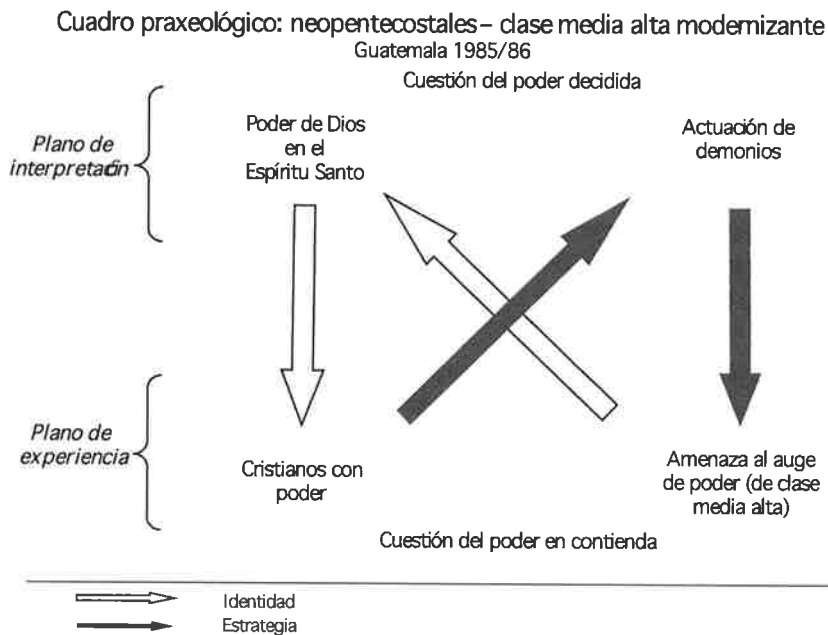 Cuadro praxeológico: neopentecostales – clase media alta modernizante
Guatemala 1985/86
Cuestión del poder decidida
Plano de
interpretación
Poder de Dios
en el
Espíritu Santo
Actuación de
demonios
Plano de
experiencia
Cristianos con
poder
Amenaza al auge
de poder (de clase
media alta)
Cuestión del poder en contienda
Identidad
Estrategia